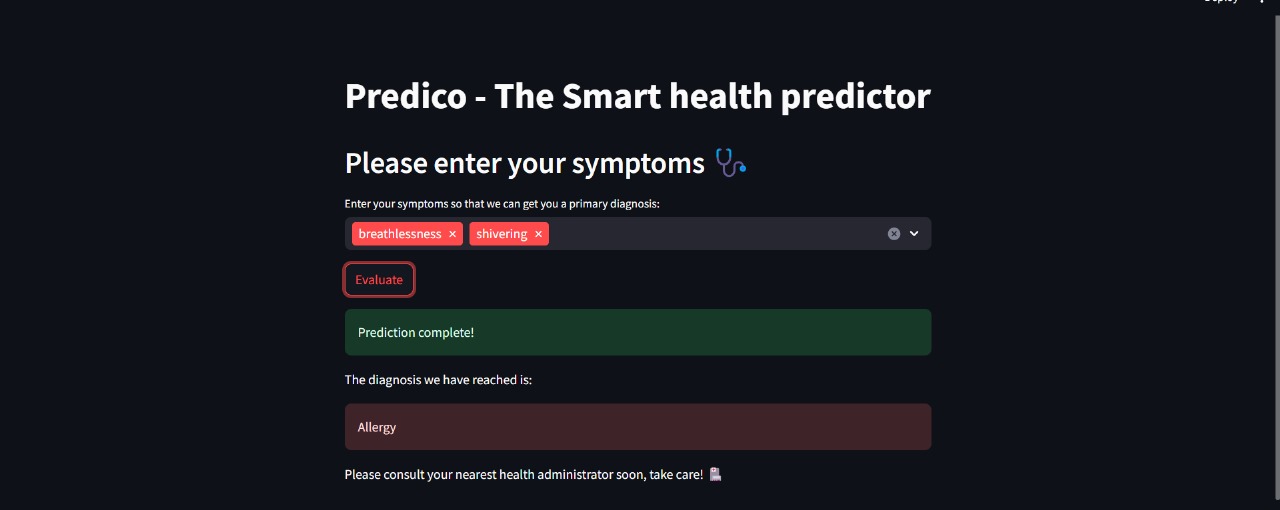 Predico - The Smart health predictor
Please enter your symptoms
Enter your symptoms so that we can get you a primary diagnosis:
breathlessness × shivering ×
Evaluate
Prediction complete!
The diagnosis we have reached is:
Allergy
Please consult your nearest health administrator soon, take care!